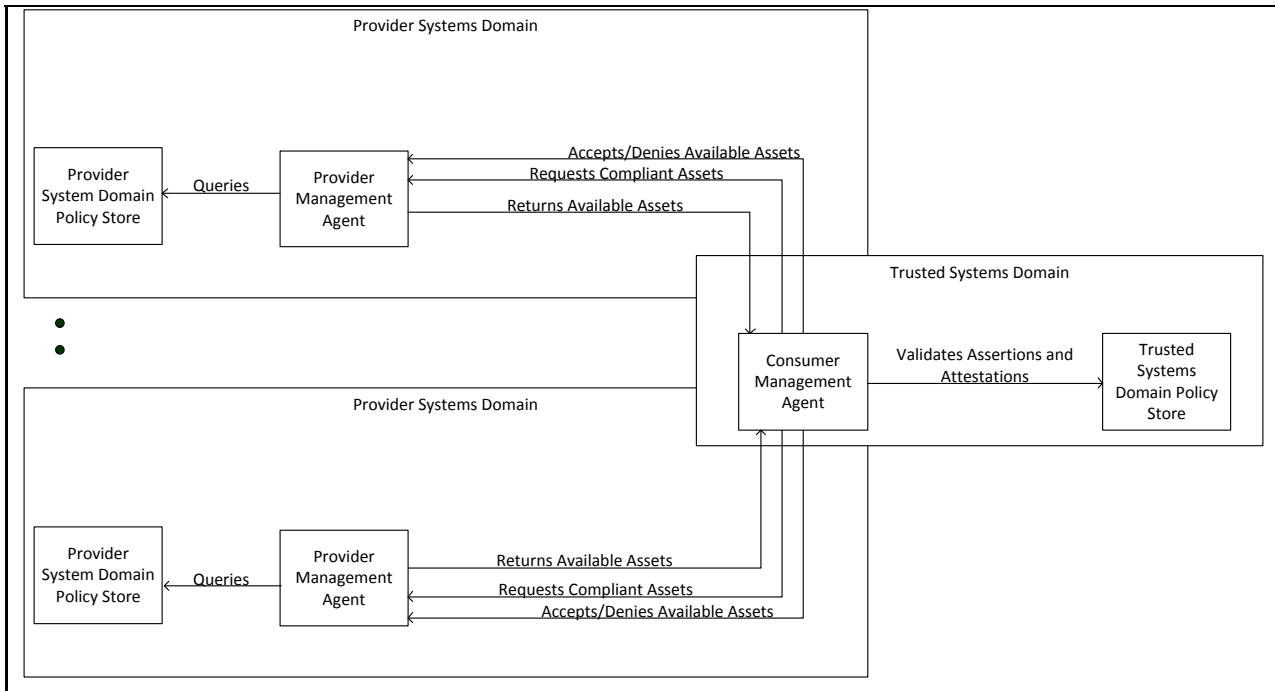 Provider Systems Domain
Provider
System Domain
Policy Store
Queries
Provider
Management
Agent
Accepts/Denies Available Assets
Requests Compliant Assets
Returns Available Assets
Trusted Systems Domain
Consumer
Management
Agent
Validates Assertions and
Attestations
Trusted
Systems
Domain Policy
Store
Provider Systems Domain
Provider
System Domain
Policy Store
Queries
Provider
Management
Agent
Returns Available Assets
Requests Compliant Assets
Accepts/Denies Available Assets